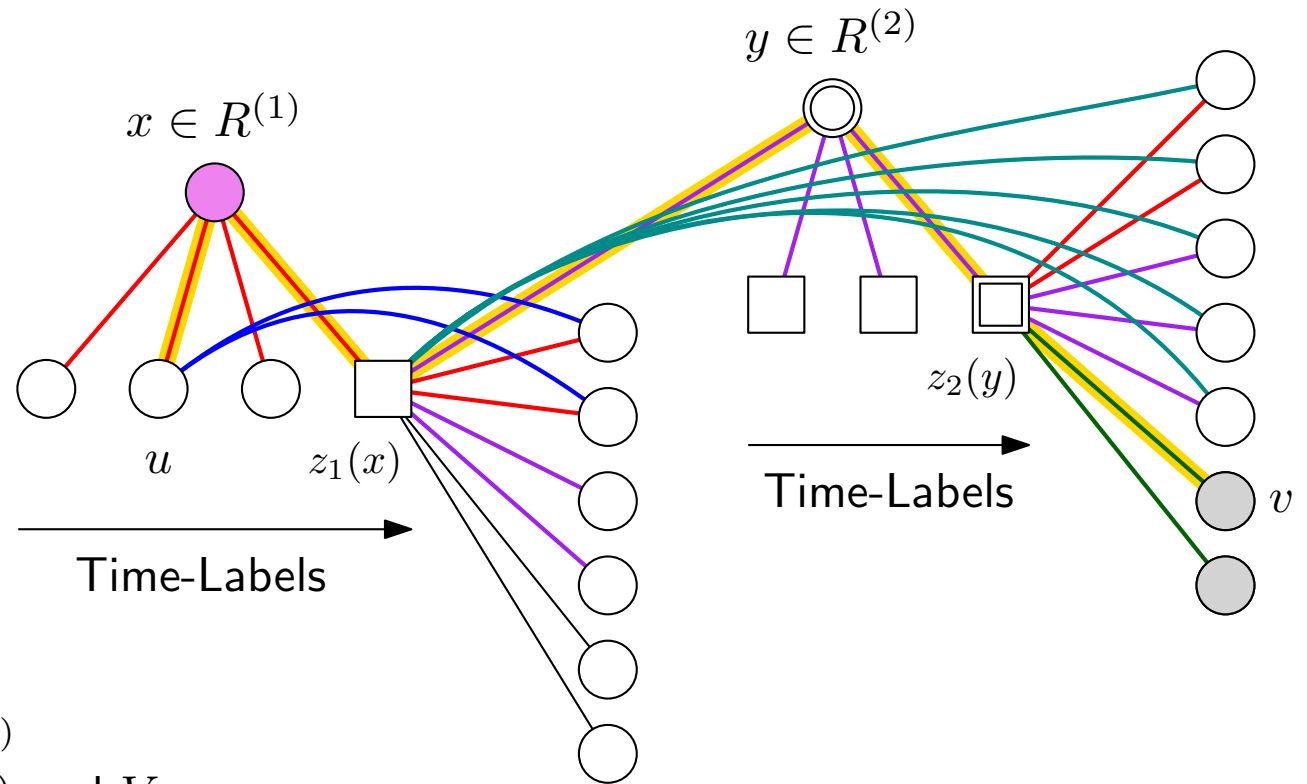 y ∈ R^{(2)}
x ∈ R^{(1)}
z_2(y)
u
z_1(x)
Time-Labels
v
Time-Labels
)